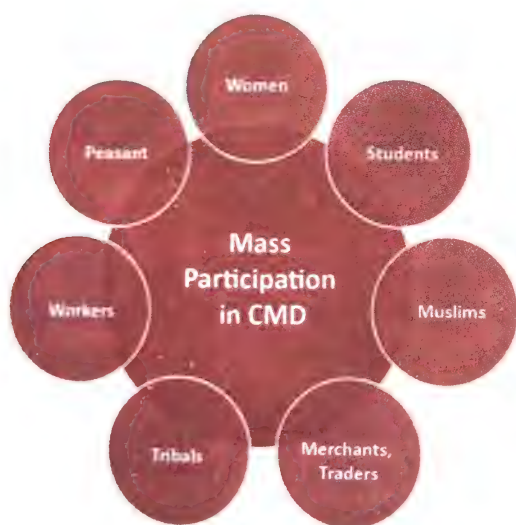 Women
Students
Muslims
Merchants,
Traders
Tribals
Workers
Peasant
Mass
Participation
in CMD